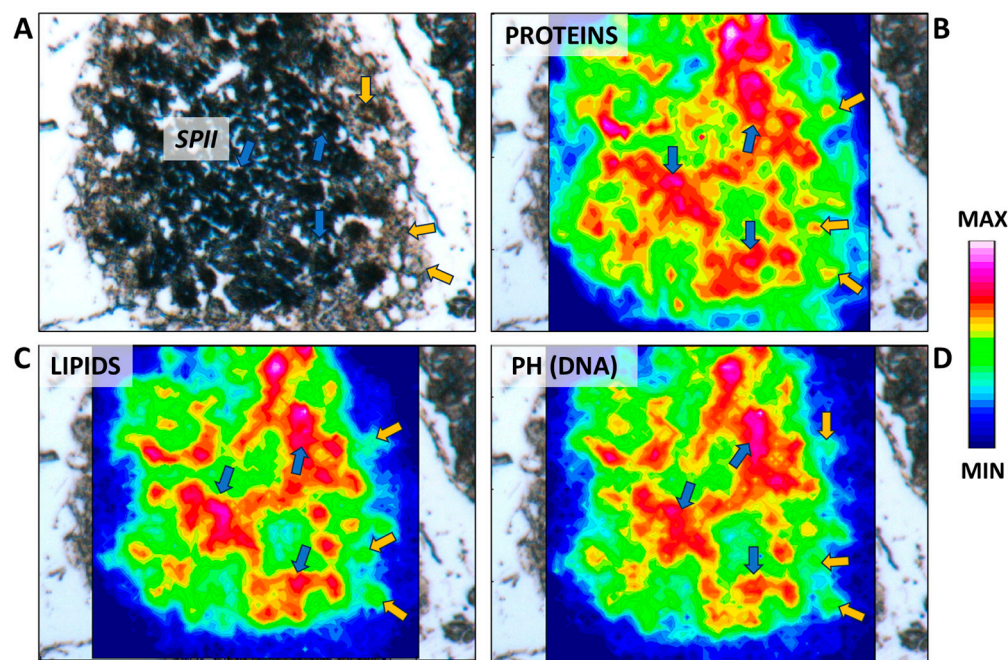 A
SPII
PROTEINS
B
MAX
MIN
C
LIPIDS
PH (DNA)
D